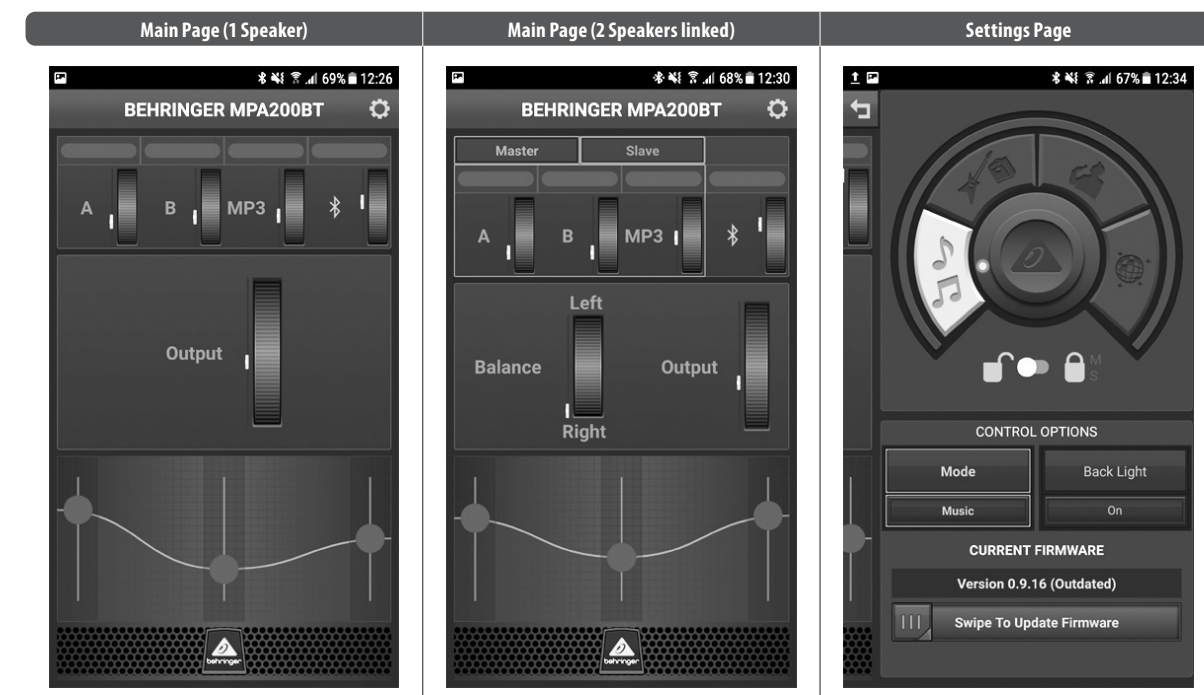 Main Page (1 Speaker)
Main Page (2 Speakers linked)
Settings Page
69% 12:26
BEHRINGER MPA200BT
A
B
MP3
Output
behringer
68% 12:30
BEHRINGER MPA200BT
Master
Slave
A
B
MP3
Left
Balance
Output
Right
behringer
67% 12:34
M
S
CONTROL OPTIONS
Mode
Back Light
Music
On
CURRENT FIRMWARE
Version 0.9.16 (Outdated)
Swipe To Update Firmware